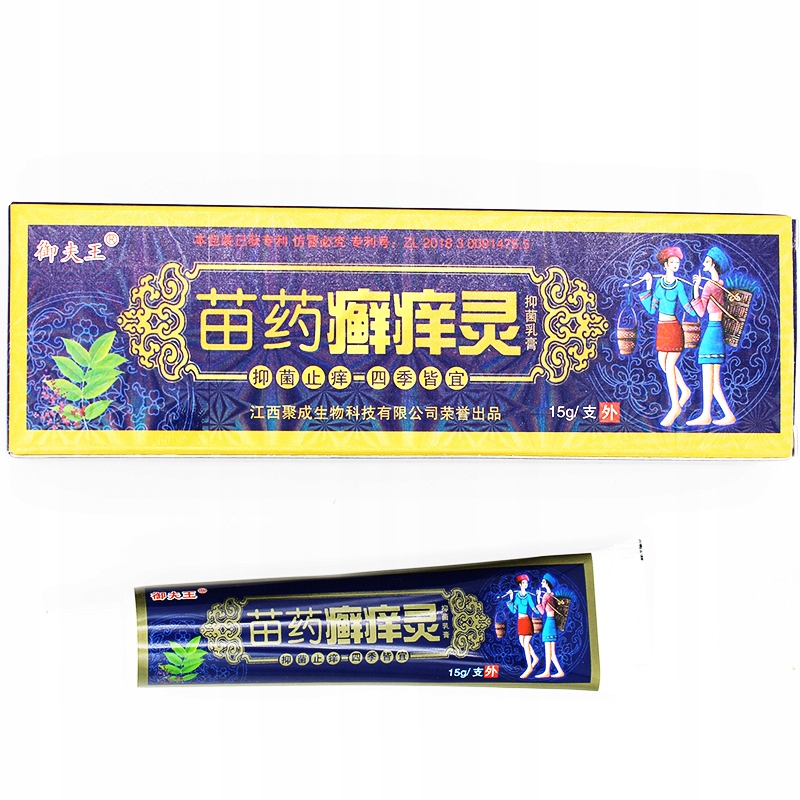 御夫王®
本包装已获专利 仿冒必究 专利号：ZL 2018 3 0091475.5
苗药癣痒灵
抑菌乳膏
抑菌止痒 四季皆宜
江西聚成生物科技有限公司荣誉出品
15g/支 外
御夫王
苗药癣痒灵
抑菌乳膏
抑菌止痒 四季皆宜
15g/支 外